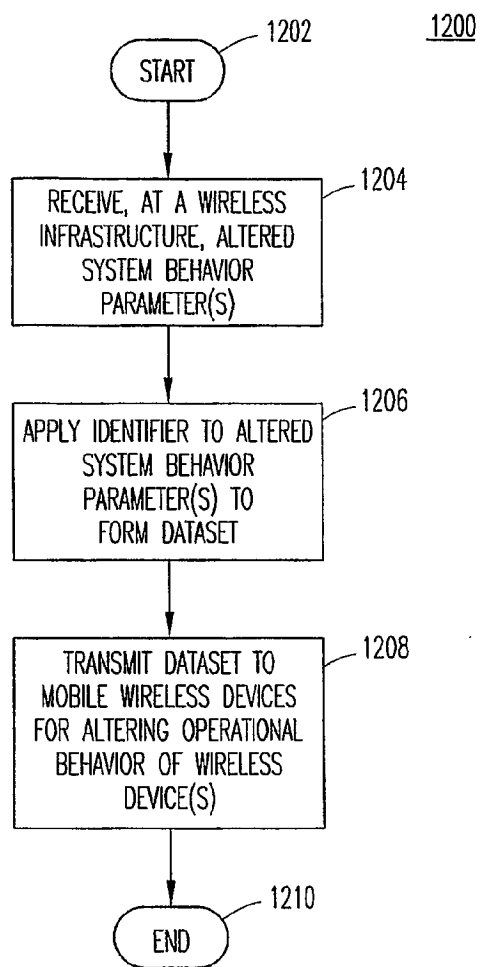 1200
1202
START
1204
RECEIVE, AT A WIRELESS
INFRASTRUCTURE, ALTERED
SYSTEM BEHAVIOR
PARAMETER(S)
1206
APPLY IDENTIFIER TO ALTERED
SYSTEM BEHAVIOR
PARAMETER(S) TO
FORM DATASET
1208
TRANSMIT DATASET TO
MOBILE WIRELESS DEVICES
FOR ALTERING OPERATIONAL
BEHAVIOR OF WIRELESS
DEVICE(S)
1210
END